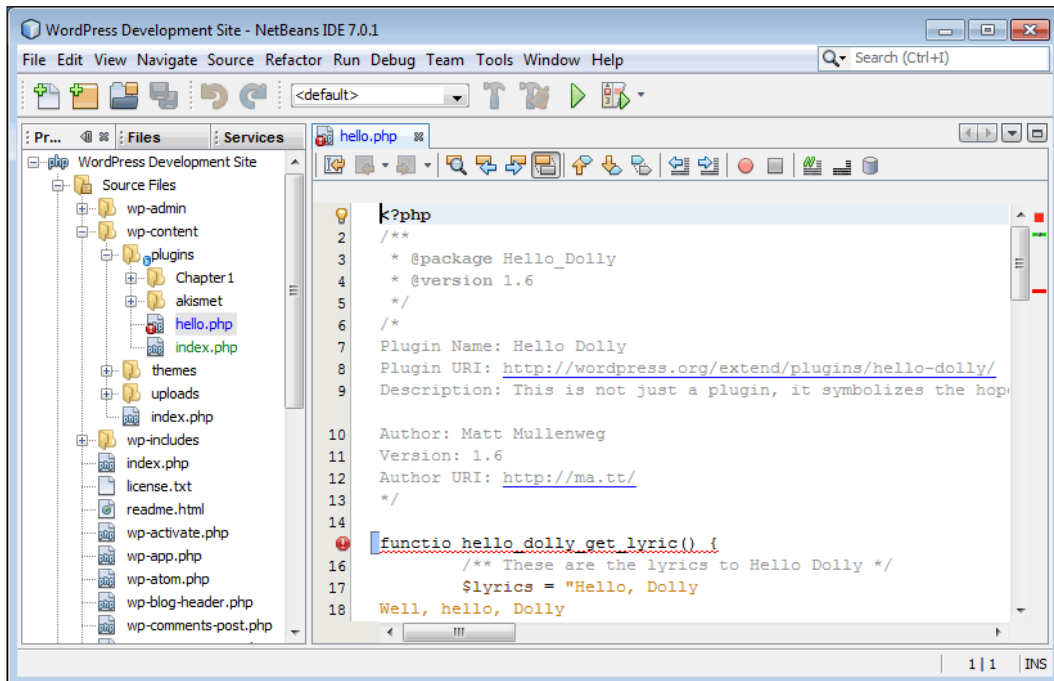 WordPress Development Site - NetBeans IDE 7.0.1
File Edit View Navigate Source Refactor Run Debug Team Tools Window Help
Search (Ctrl+I)
<default>
Pr...
Files
Services
hello.php
WordPress Development Site
Source Files
wp-admin
wp-content
plugins
Chapter1
akismet
hello.php
index.php
themes
uploads
index.php
wp-includes
index.php
license.txt
readme.html
wp-activate.php
wp-app.php
wp-atom.php
wp-blog-header.php
wp-comments-post.php
<?php
2 /**
3 * @package Hello_Dolly
4 * @version 1.6
5 */
6 /*
7 Plugin Name: Hello Dolly
8 Plugin URI: http://wordpress.org/extend/plugins/hello-dolly/
9 Description: This is not just a plugin, it symbolizes the hop
10 Author: Matt Mullenweg
11 Version: 1.6
12 Author URI: http://ma.tt/
13 */
14
functio hello_dolly_get_lyric() {
16 /** These are the lyrics to Hello Dolly */
17 $lyrics = "Hello, Dolly
18 Well, hello, Dolly
1 | 1
INS